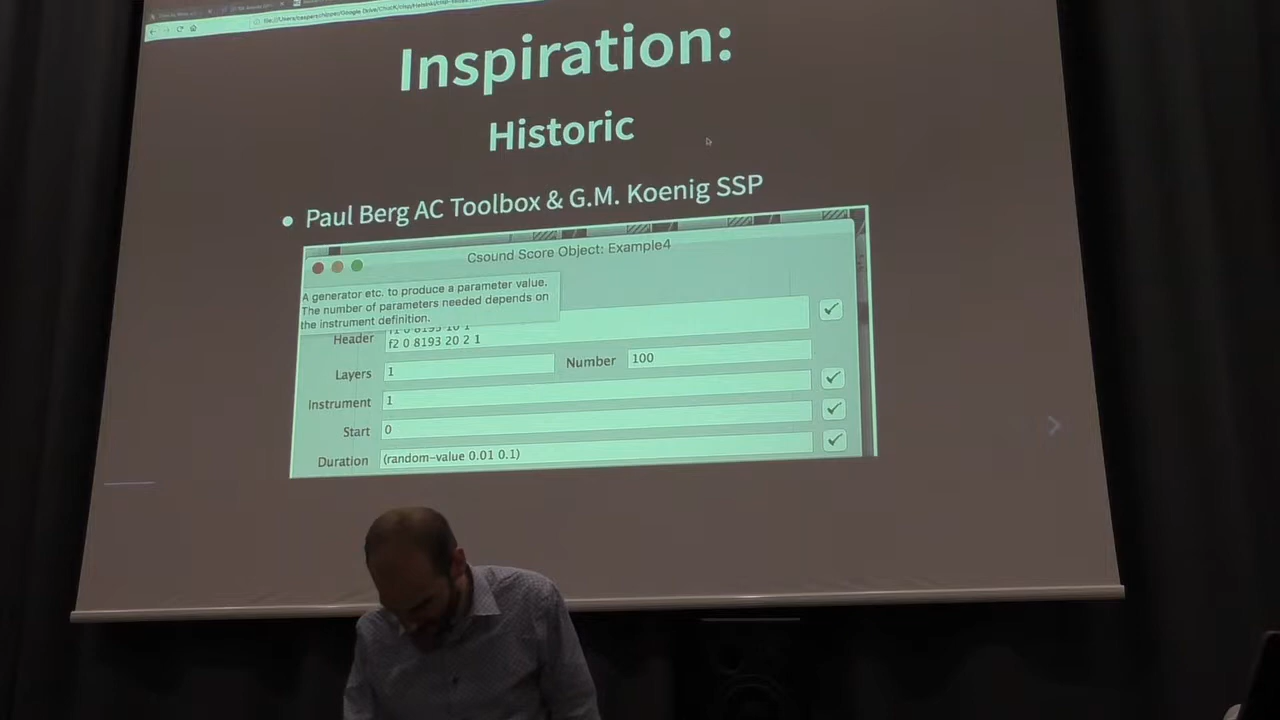 Inspiration:
Historic
• Paul Berg AC Toolbox & G.M. Koenig SSP
Csound Score Object: Example4
A generator etc. to produce a parameter value.
The number of parameters needed depends on
the instrument definition.
Header
f2 0 8193 20 2 1
Layers 1 Number 100
Instrument 1
Start 0
Duration (random-value 0.01 0.1)